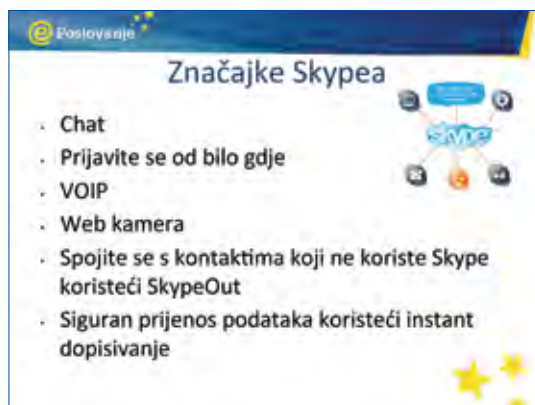 e Poslovanje
Značajke Skypea
skype
Chat
Prijavite se od bilo gdje
VOIP
Web kamera
Spojite se s kontaktima koji ne koriste Skype
koristeći SkypeOut
Siguran prijenos podataka koristeći instant
dopisivanje